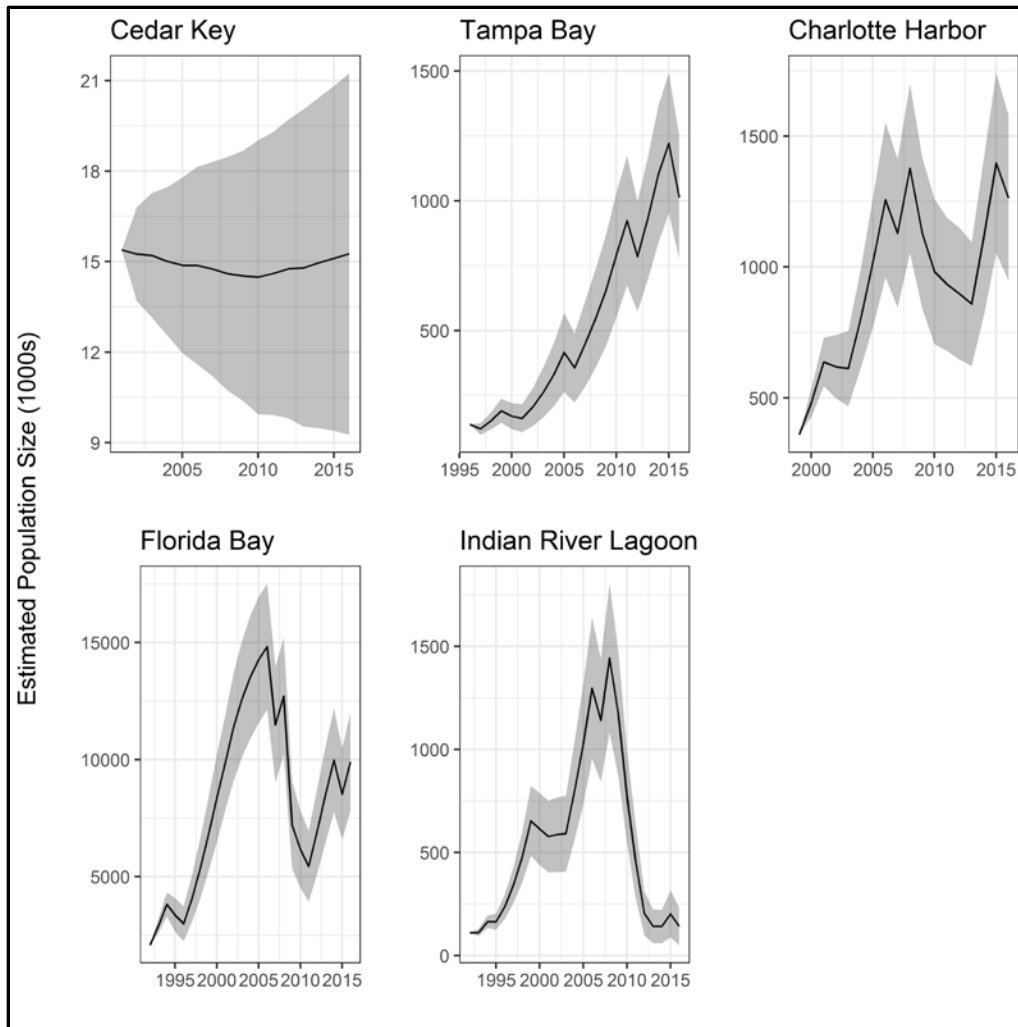 Cedar Key
Tampa Bay
Charlotte Harbor
Estimated Population Size (1000s)
21
18
15
12
9
2005 2010 2015
1500
1000
500
1995 2000 2005 2010 2015
1500
1000
500
2000 2005 2010 2015
Florida Bay
Indian River Lagoon
15000
10000
5000
1995 2000 2005 2010 2015
1500
1000
500
0
1995 2000 2005 2010 2015